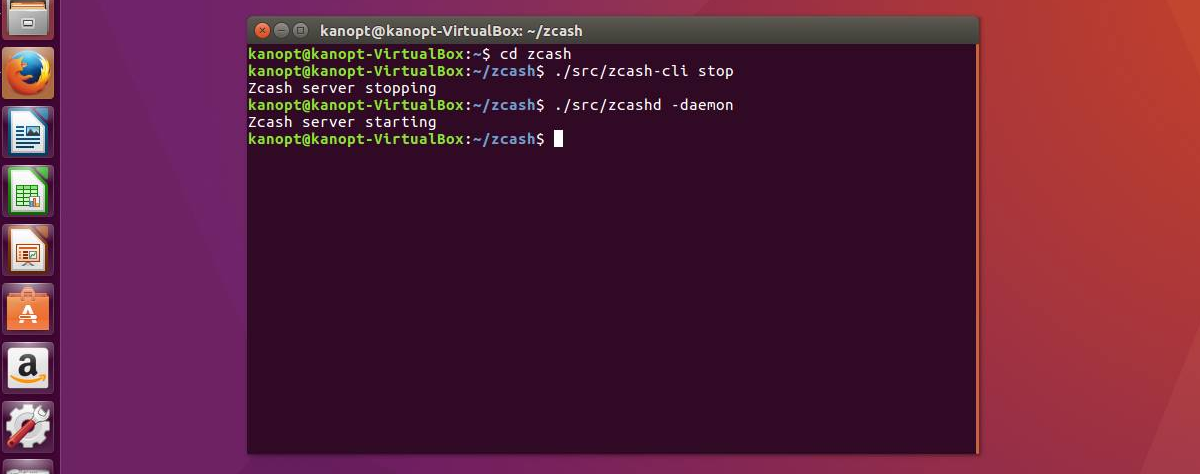 kanopt@kanopt-VirtualBox: ~/zcash
kanopt@kanopt-VirtualBox:~$ cd zcash
kanopt@kanopt-VirtualBox:~/zcash$ ./src/zcash-cli stop
Zcash server stopping
kanopt@kanopt-VirtualBox:~/zcash$ ./src/zcashd -daemon
Zcash server starting
kanopt@kanopt-VirtualBox:~/zcash$